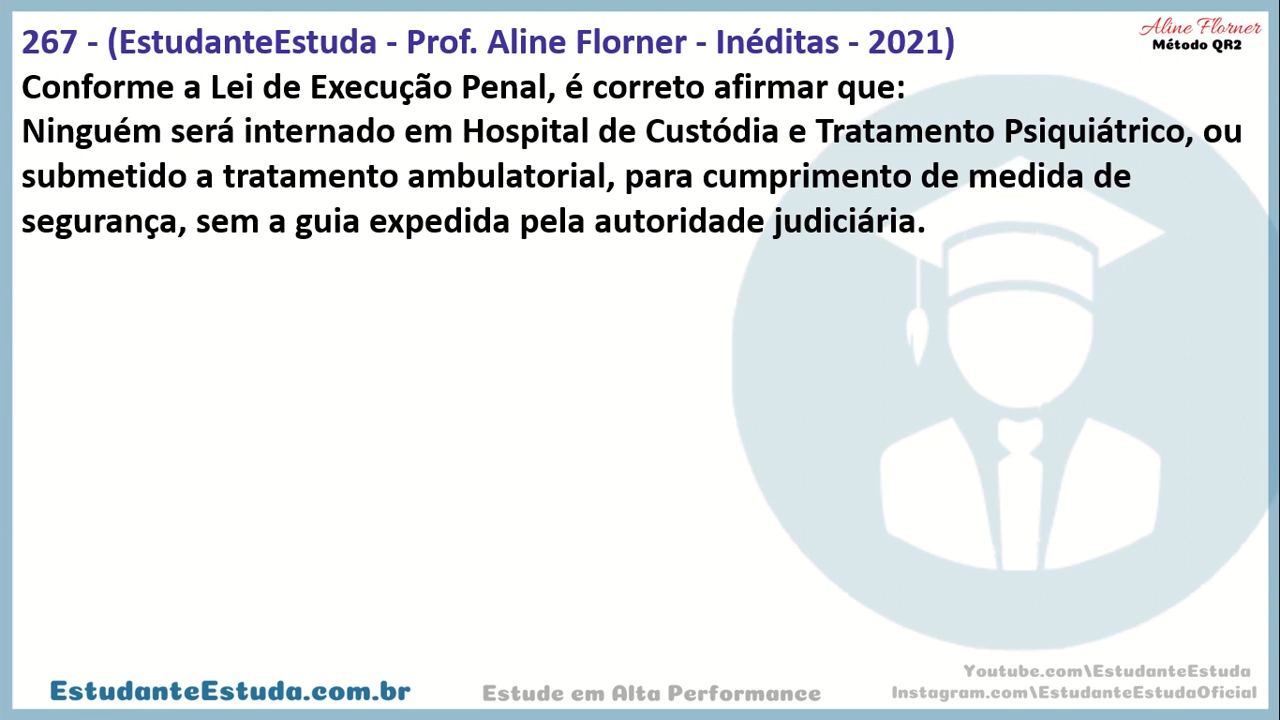 Aline Florner
Método QR2
267 - (EstudanteEstuda - Prof. Aline Florner - Inéditas - 2021)
Conforme a Lei de Execução Penal, é correto afirmar que:
Ninguém será internado em Hospital de Custódia e Tratamento Psiquiátrico, ou
submetido a tratamento ambulatorial, para cumprimento de medida de
segurança, sem a guia expedida pela autoridade judiciária.
EstudanteEstuda.com.br
Estude em Alta Performance
Youtube.com\EstudanteEstuda
Instagram.com\EstudanteEstudaOficial